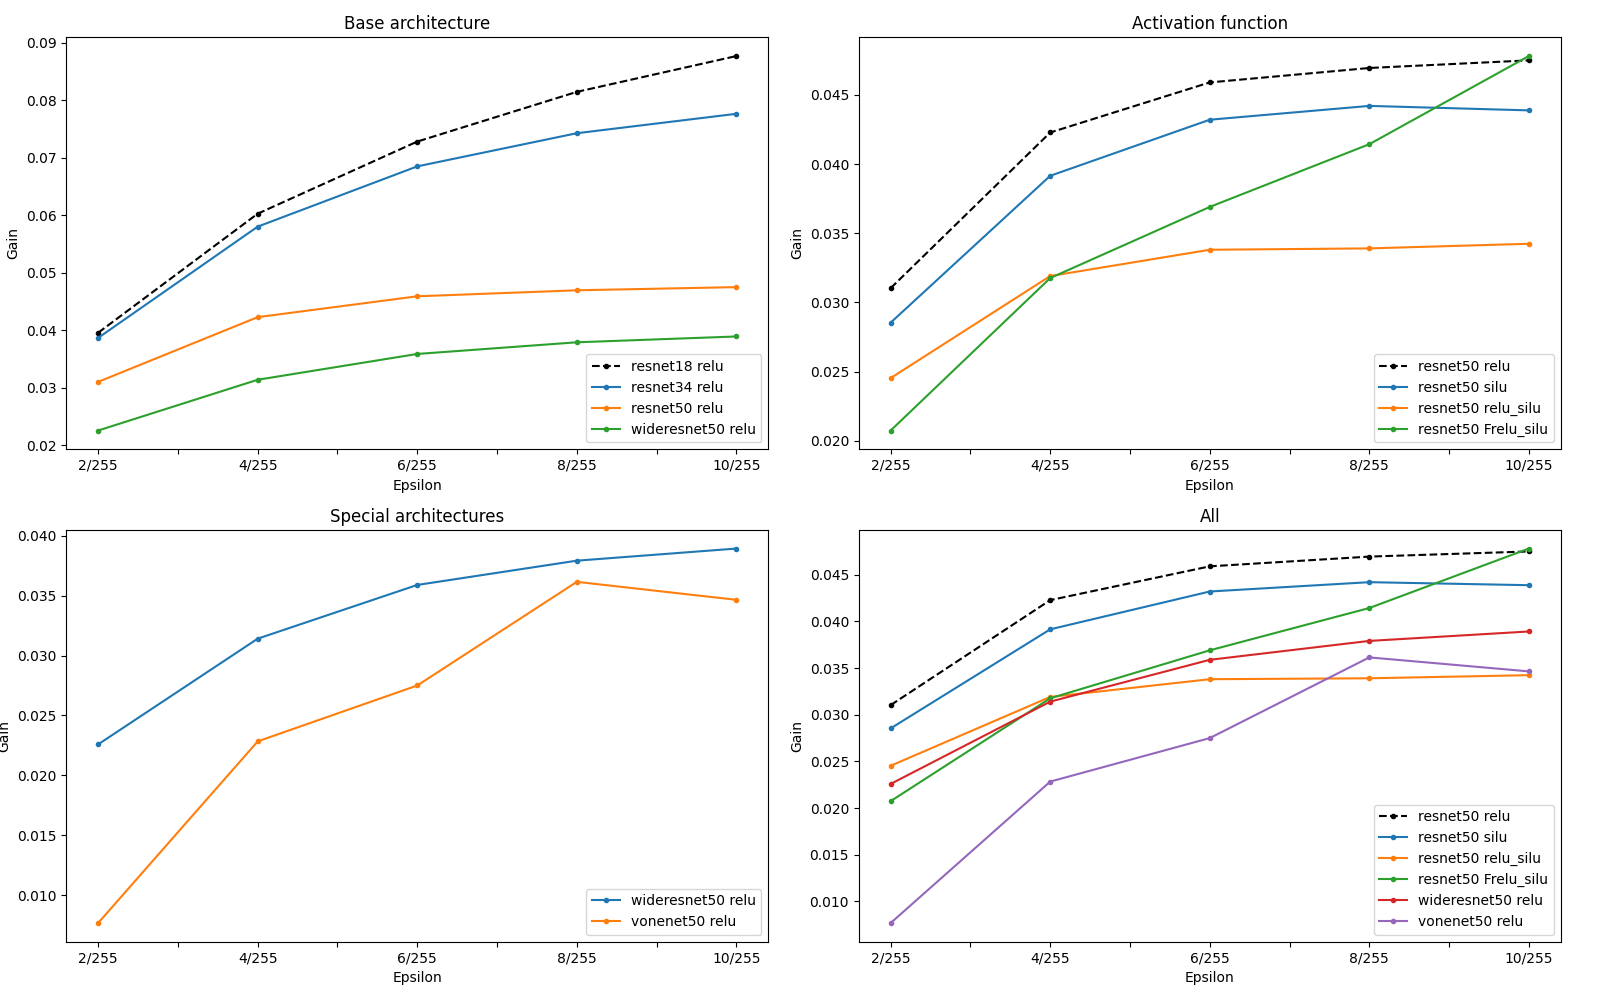 Base architecture
0.09
0.08
0.07
0.06
0.05
0.04
0.03
0.02
Gain
resnet18 relu
resnet34 relu
resnet50 relu
wideresnet50 relu
2/255 4/255 6/255 8/255 10/255
Epsilon
Activation function
0.045
0.040
0.035
0.030
0.025
0.020
Gain
resnet50 relu
resnet50 silu
resnet50 relu_silu
resnet50 Frelu_silu
2/255 4/255 6/255 8/255 10/255
Epsilon
Special architectures
0.040
0.035
0.030
0.025
0.020
0.015
0.010
Gain
wideresnet50 relu
vonenet50 relu
2/255 4/255 6/255 8/255 10/255
Epsilon
All
0.045
0.040
0.035
0.030
0.025
0.020
0.015
0.010
Gain
resnet50 relu
resnet50 silu
resnet50 relu_silu
resnet50 Frelu_silu
wideresnet50 relu
vonenet50 relu
2/255 4/255 6/255 8/255 10/255
Epsilon